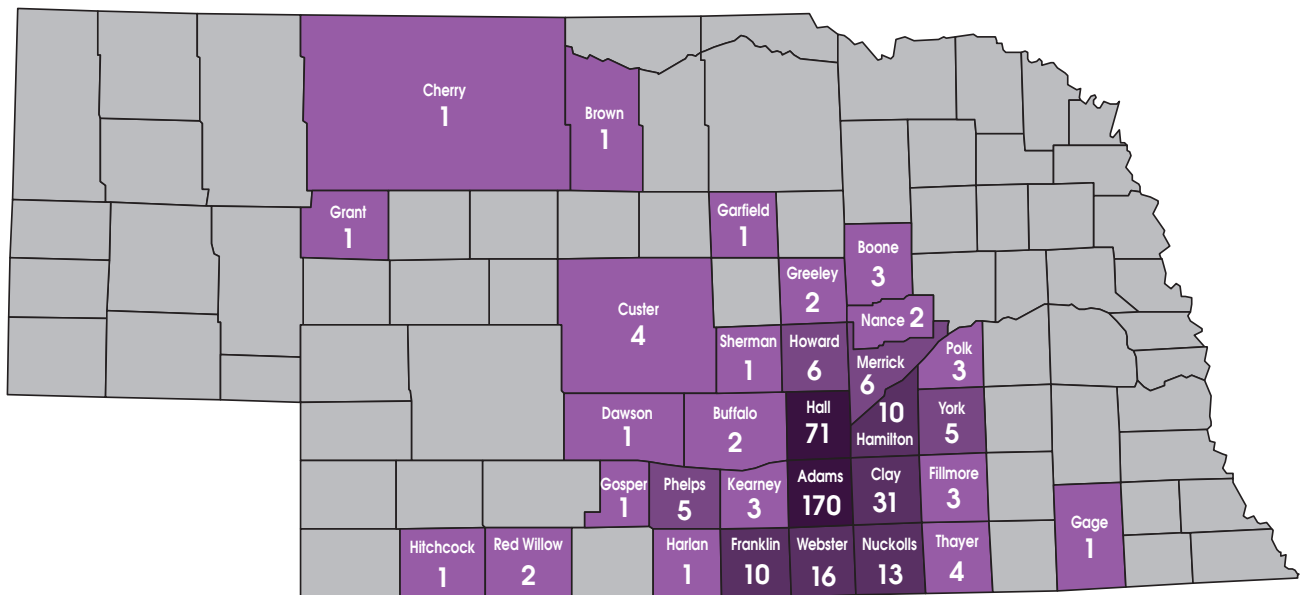 Cherry
1
Brown
1
Grant
1
Garfield
1
Boone
3
Greeley
2
Custer
4
Nance 2
Sherman
1
Howard
6
Merrick
6
Polk
3
Dawson
1
Buffalo
2
Hall
71
10
Hamilton
York
5
Gosper
1
Phelps
5
Kearney
3
Adams
170
Clay
31
Fillmore
3
Gage
1
Hitchcock
1
Red Willow
2
Harlan
1
Franklin
10
Webster
16
Nuckolls
13
Thayer
4